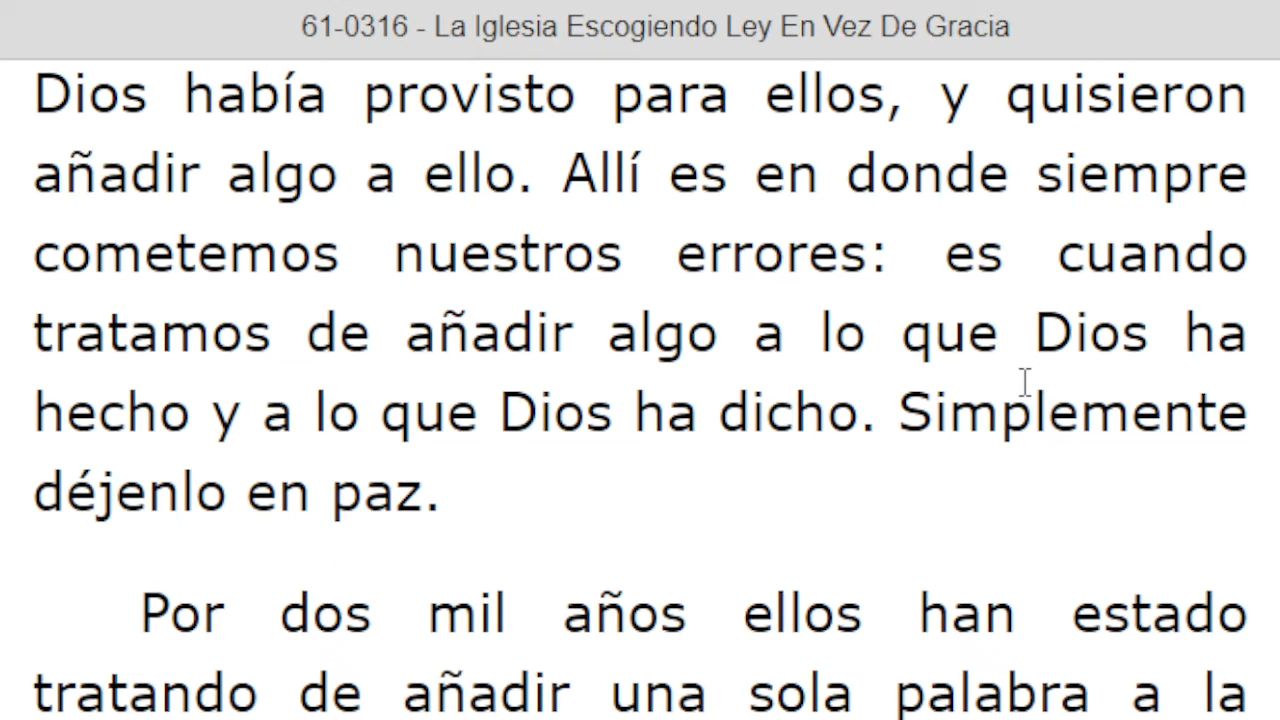 61-0316 - La Iglesia Escogiendo Ley En Vez De Gracia
Dios había provisto para ellos, y quisieron
añadir algo a ello. Allí es en donde siempre
cometemos nuestros errores: es cuando
tratamos de añadir algo a lo que Dios ha
hecho y a lo que Dios ha dicho. Simplemente
déjenlo en paz.
Por dos mil años ellos han estado
tratando de añadir una sola palabra a la